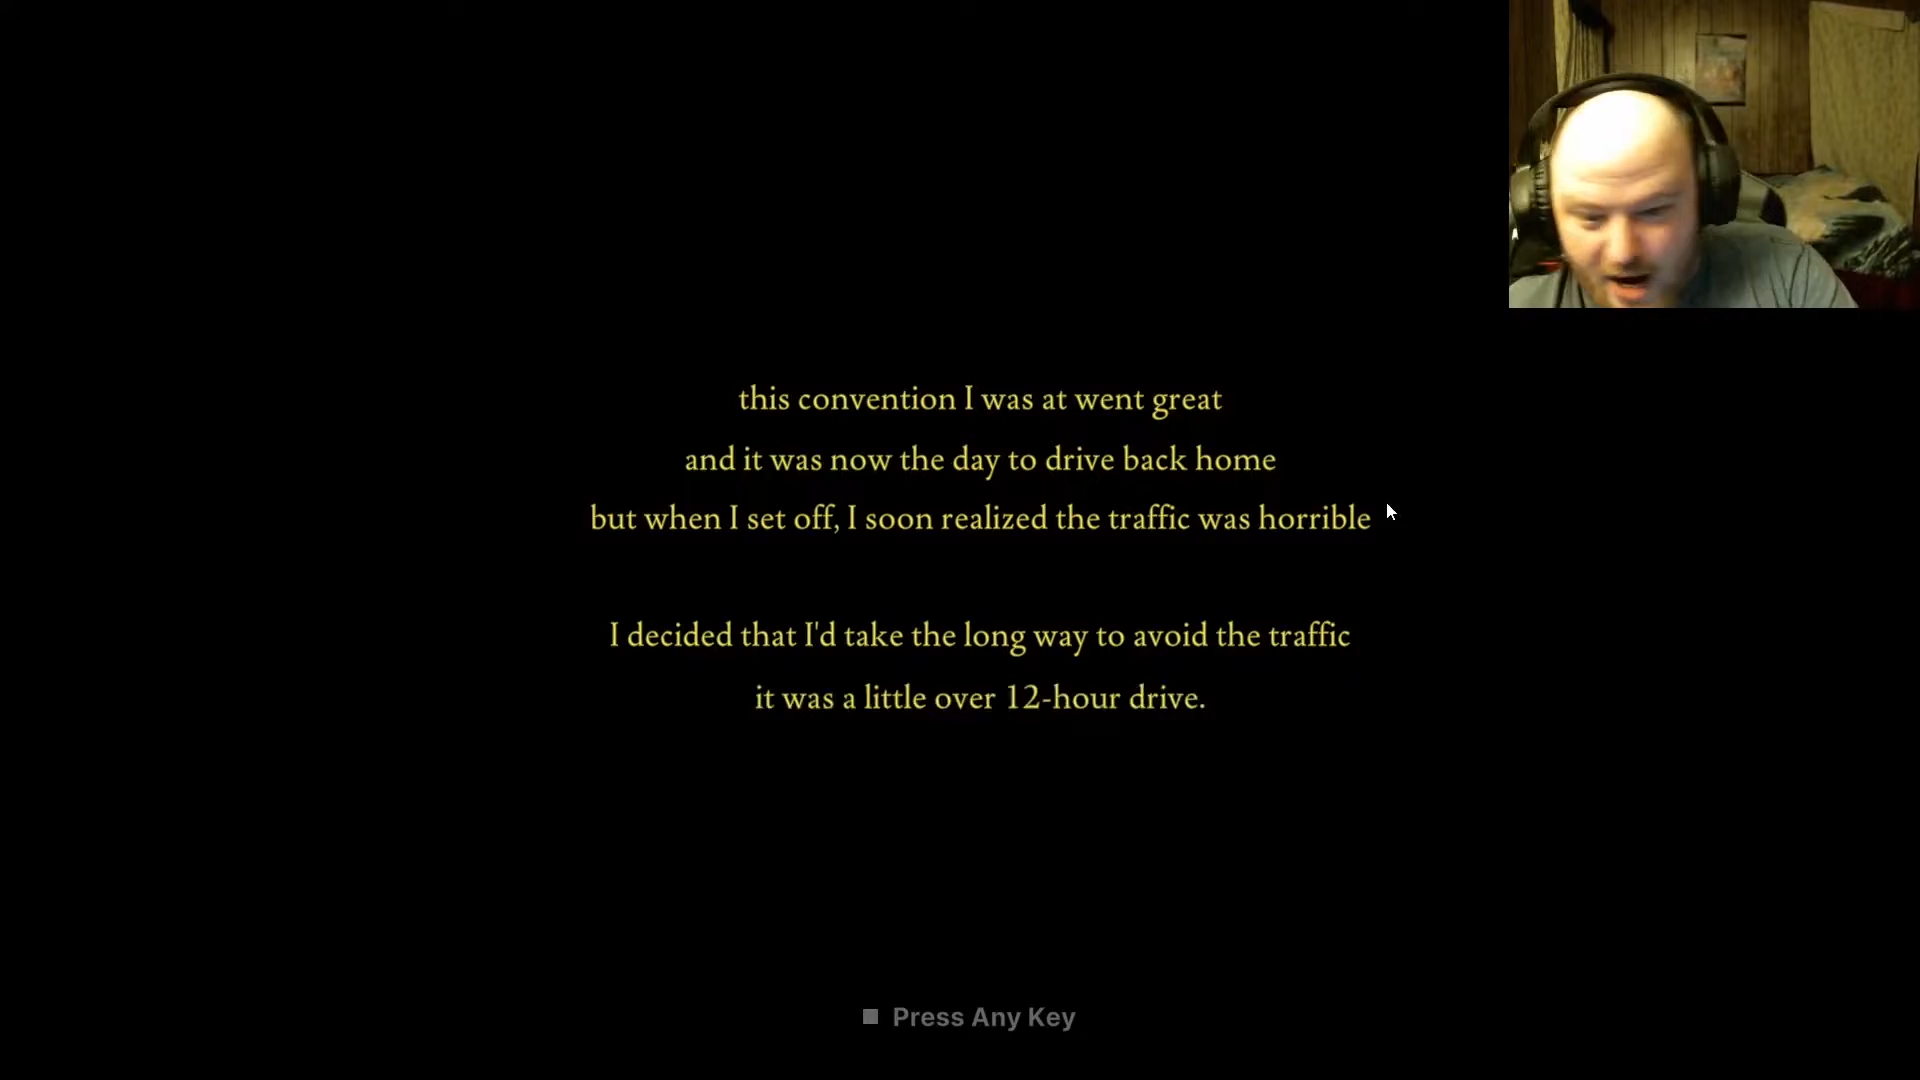 this convention I was at went great
and it was now the day to drive back home
but when I set off, I soon realized the traffic was horrible
I decided that I'd take the long way to avoid the traffic
it was a little over 12-hour drive.
Press Any Key